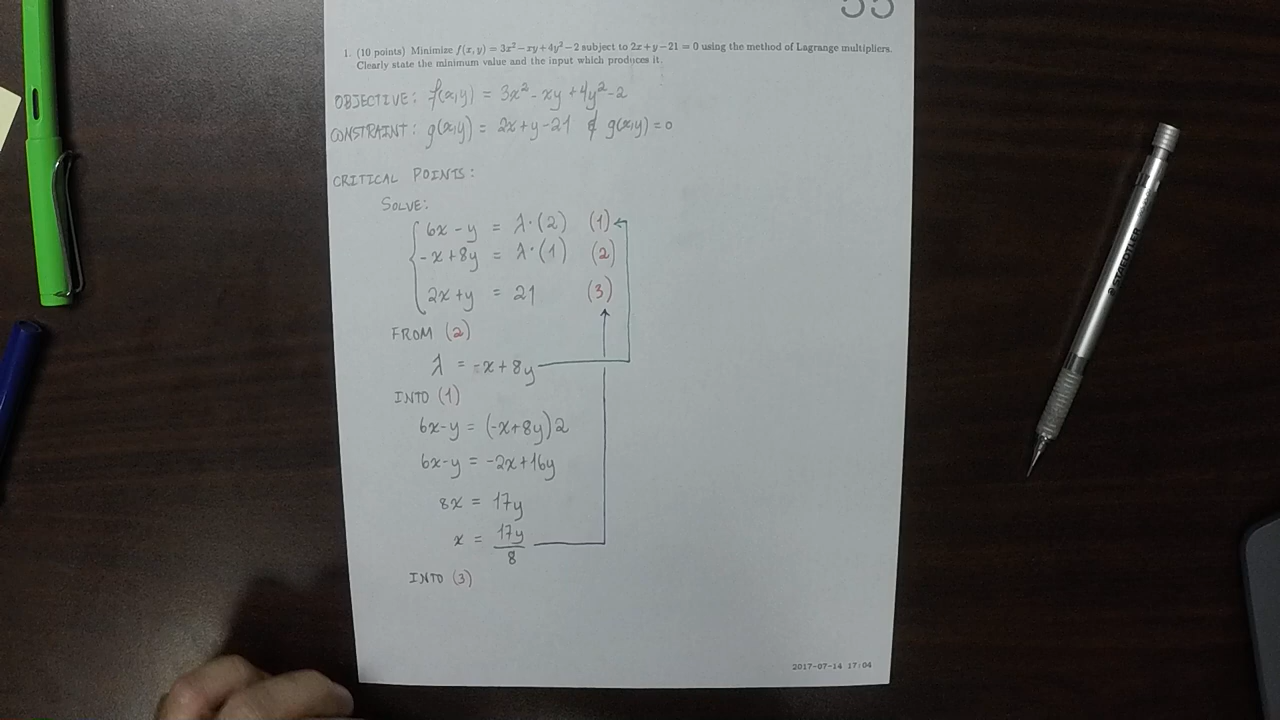 55
1. (10 points) Minimize f(x, y) = 3x² − xy + 4y² − 2 subject to 2x + y − 21 = 0 using the method of Lagrange multipliers.
Clearly state the minimum value and the input which produces it.
OBJECTIVE: f(x,y) = 3x² - xy + 4y² - 2
CONSTRAINT: g(x,y) = 2x + y - 21 & g(x,y) = 0
CRITICAL POINTS:
SOLVE:
6x - y = λ·(2) (1)
-x + 8y = λ·(1) (2)
2x + y = 21 (3)
FROM (2)
λ = -x + 8y
INTO (1)
6x - y = (-x + 8y)2
6x - y = -2x + 16y
8x = 17y
x = 17y/8
INTO (3)
2017-07-14 17:04
STAEDTLER